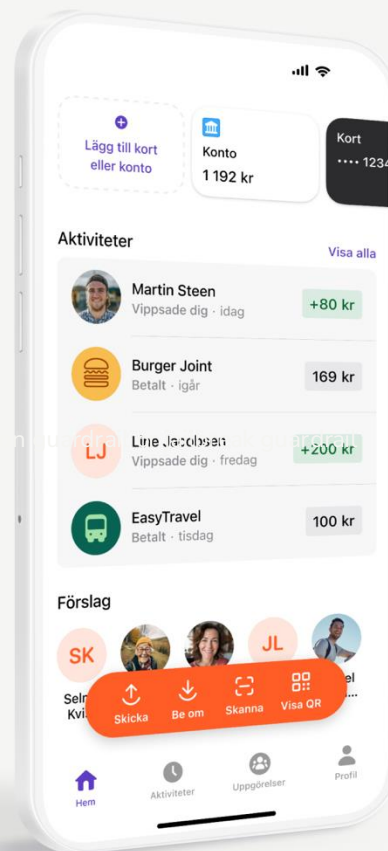 Lägg till kort
eller konto
Konto
1 192 kr
Kort
•••• 1234
Aktiviteter
Visa alla
Martin Steen
Vippsade dig · idag
+80 kr
Burger Joint
Betalt · igår
169 kr
LJ
Line Jacobsen
Vippsade dig · fredag
+200 kr
EasyTravel
Betalt · tisdag
100 kr
Förslag
SK
JL
Skicka
Be om
Skanna
Visa QR
Hem
Aktiviteter
Uppgörelser
Profil